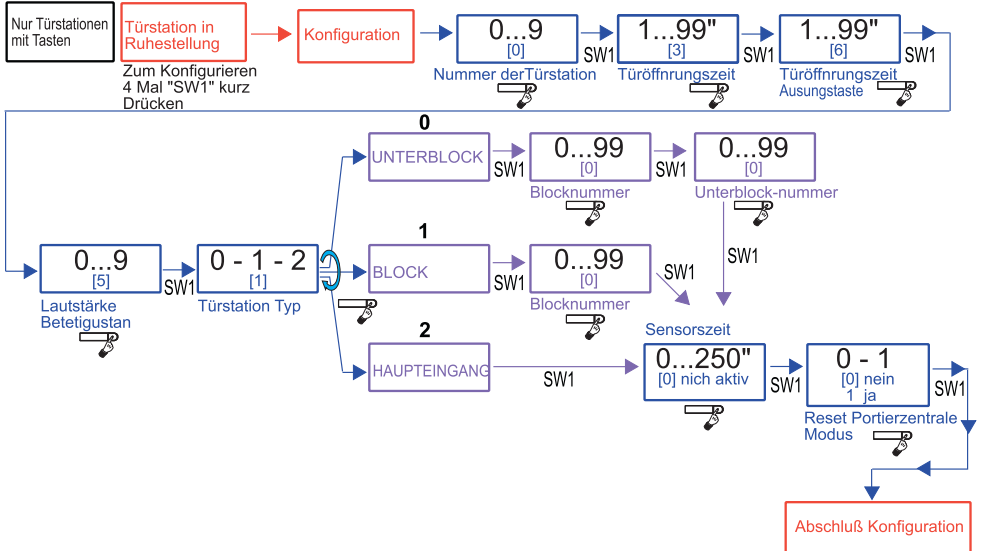 Nur Türstationen
mit Tasten
Türstation in
Ruhestellung
Zum Konfigurieren
4 Mal "SW1" kurz
Drücken
Konfiguration
0...9
[0]
Nummer derTürstation
SW1
1...99"
[3]
Türöffnrungszeit
SW1
1...99"
[6]
Türöffnrungszeit
Ausungstaste
SW1
0...9
[5]
Lautstärke
Betetigustan
SW1
0 - 1 - 2
[1]
Türstation Typ
0
UNTERBLOCK
SW1
0...99
[0]
Blocknummer
SW1
0...99
[0]
Unterblock-nummer
SW1
1
BLOCK
SW1
0...99
[0]
Blocknummer
SW1
2
HAUPTEINGANG
SW1
Sensorszeit
0...250"
[0] nich aktiv
SW1
0 - 1
[0] nein
1 ja
Reset Portierzentrale
Modus
SW1
Abschluß Konfiguration